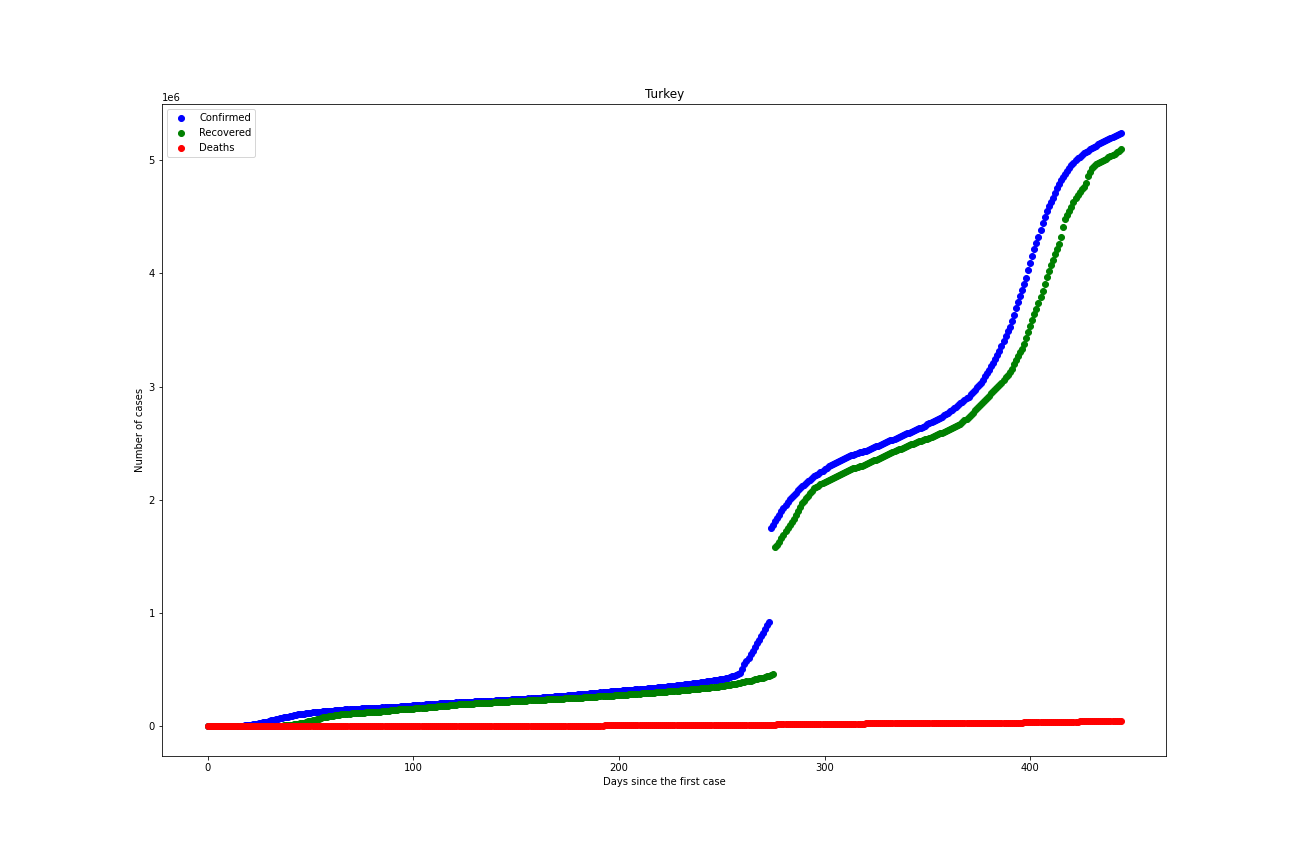 Turkey
1e6
Confirmed
Recovered
Deaths
5
4
3
2
1
0
Number of cases
0 100 200 300 400
Days since the first case